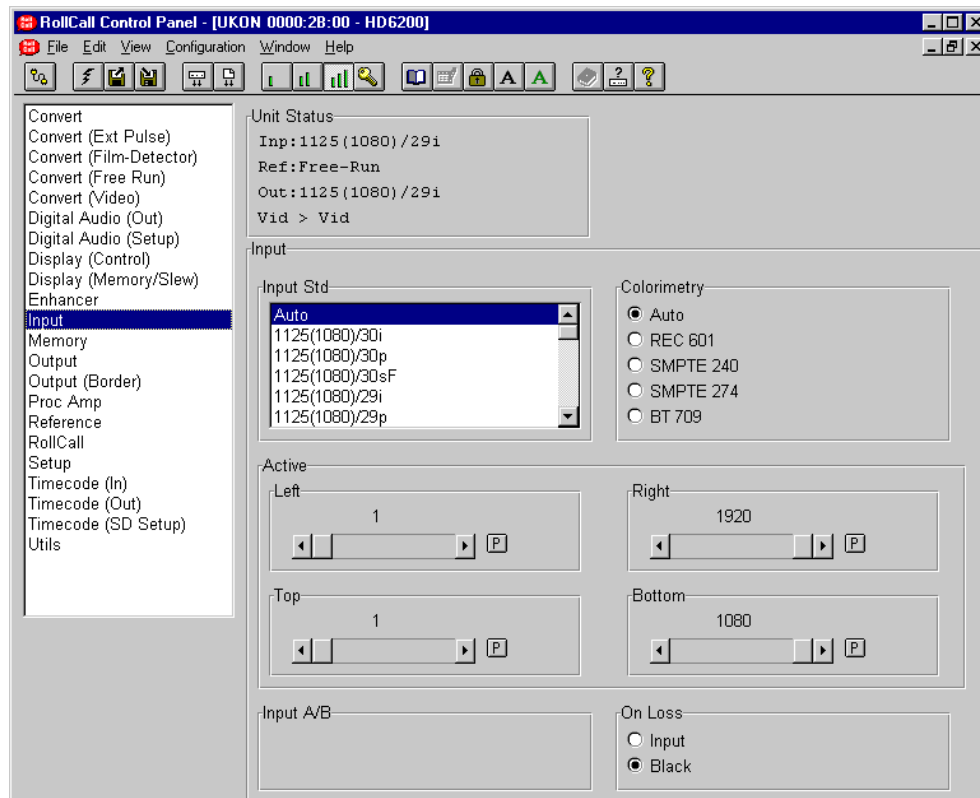 RollCall Control Panel - [UKON 0000:2B:00 - HD6200]
File Edit View Configuration Window Help
A A
Convert
Convert (Ext Pulse)
Convert (Film-Detector)
Convert (Free Run)
Convert (Video)
Digital Audio (Out)
Digital Audio (Setup)
Display (Control)
Display (Memory/Slew)
Enhancer
Input
Memory
Output
Output (Border)
Proc Amp
Reference
RollCall
Setup
Timecode (In)
Timecode (Out)
Timecode (SD Setup)
Utils
Unit Status
Inp:1125(1080)/29i
Ref:Free-Run
Out:1125(1080)/29i
Vid > Vid
Input
Input Std
Auto
1125(1080)/30i
1125(1080)/30p
1125(1080)/30sF
1125(1080)/29i
1125(1080)/29p
Colorimetry
Auto
REC 601
SMPTE 240
SMPTE 274
BT 709
Active
Left
1
P
Right
1920
P
Top
1
P
Bottom
1080
P
Input A/B
On Loss
Input
Black